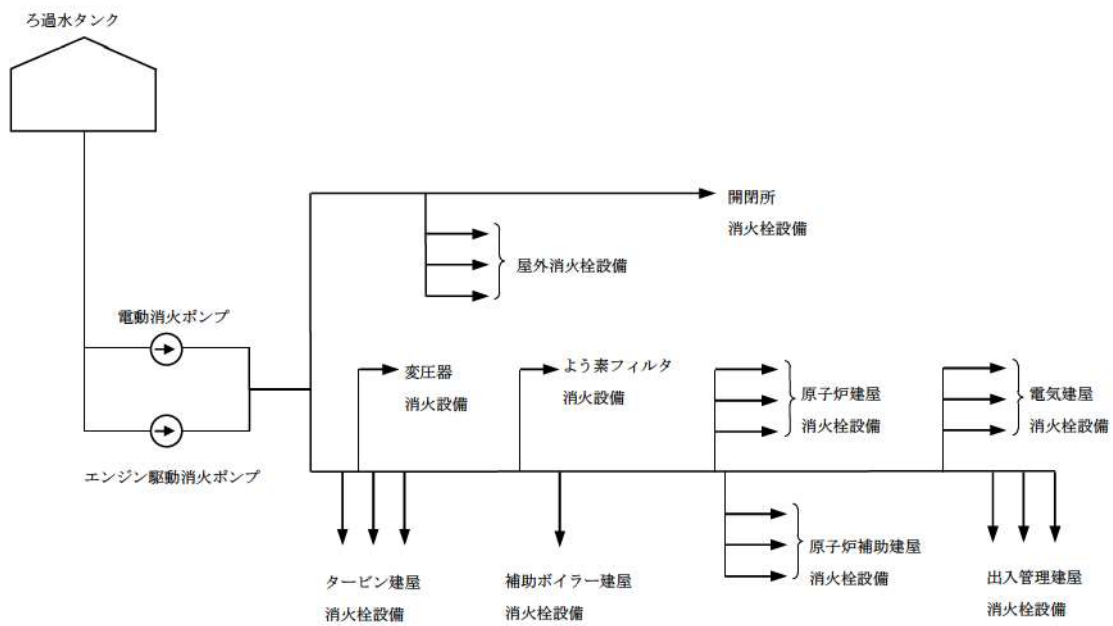 ろ過水タンク
開閉所
消火栓設備
屋外消火栓設備
電動消火ポンプ
変圧器
消火設備
よう素フィルタ
消火設備
原子炉建屋
消火栓設備
電気建屋
消火栓設備
エンジン駆動消火ポンプ
タービン建屋
消火栓設備
補助ボイラー建屋
消火栓設備
原子炉補助建屋
消火栓設備
出入管理建屋
消火栓設備